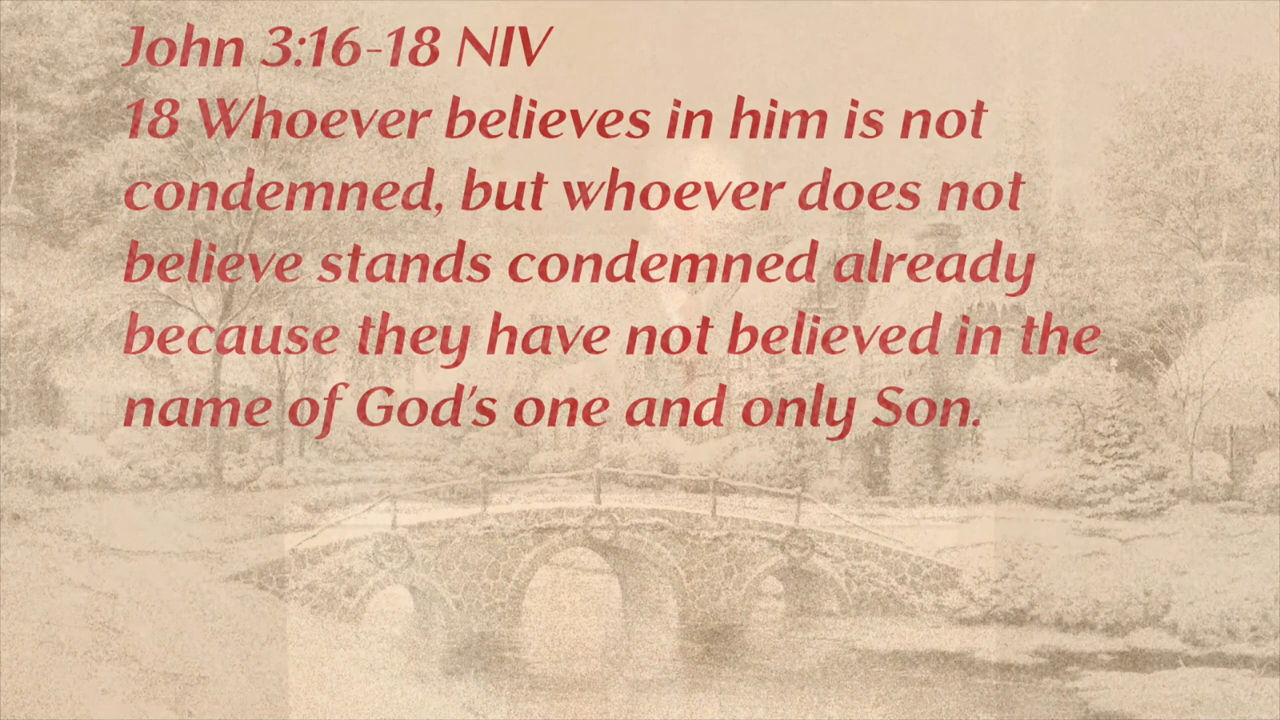 John 3:16-18 NIV
18 Whoever believes in him is not
condemned, but whoever does not
believe stands condemned already
because they have not believed in the
name of God's one and only Son.